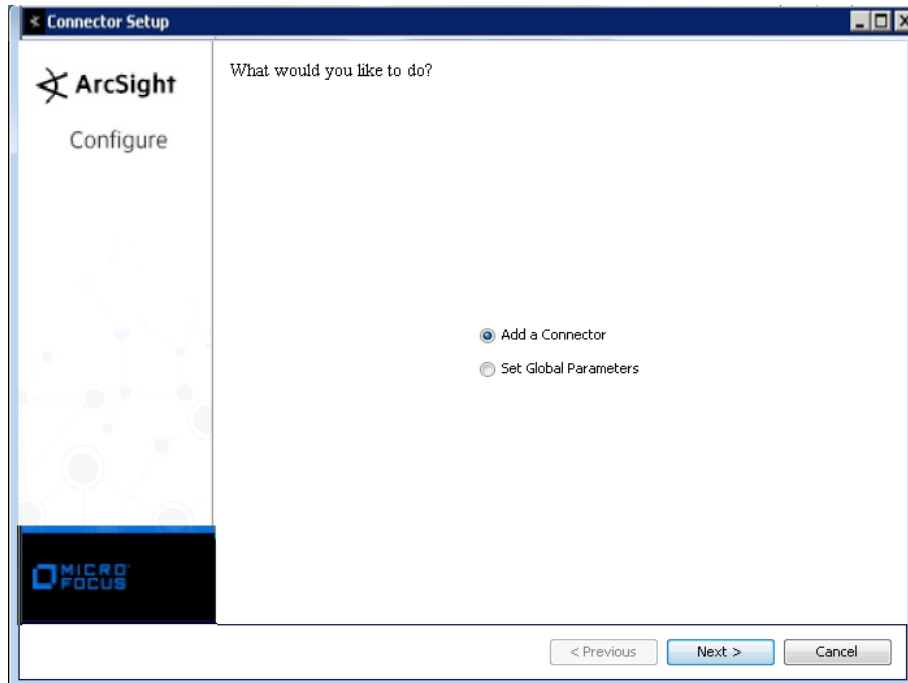 Connector Setup
ArcSight
Configure
What would you like to do?
Add a Connector
Set Global Parameters
MICRO
FOCUS
< Previous
Next >
Cancel